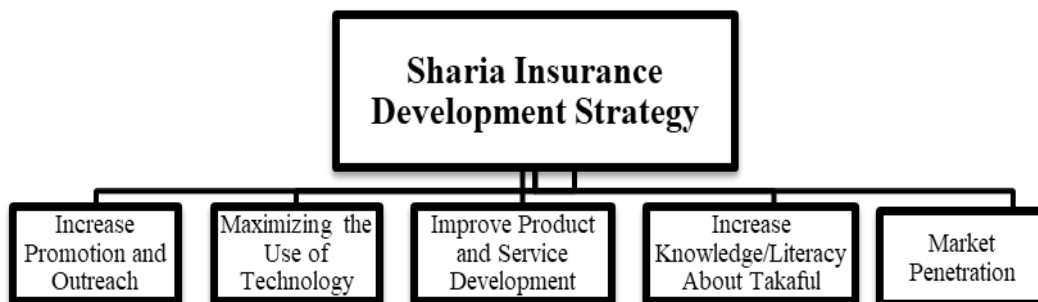 Sharia Insurance
Development Strategy
Increase
Promotion and
Outreach
Maximizing the
Use of
Technology
Improve Product
and Service
Development
Increase
Knowledge/Literacy
About Takaful
Market
Penetration